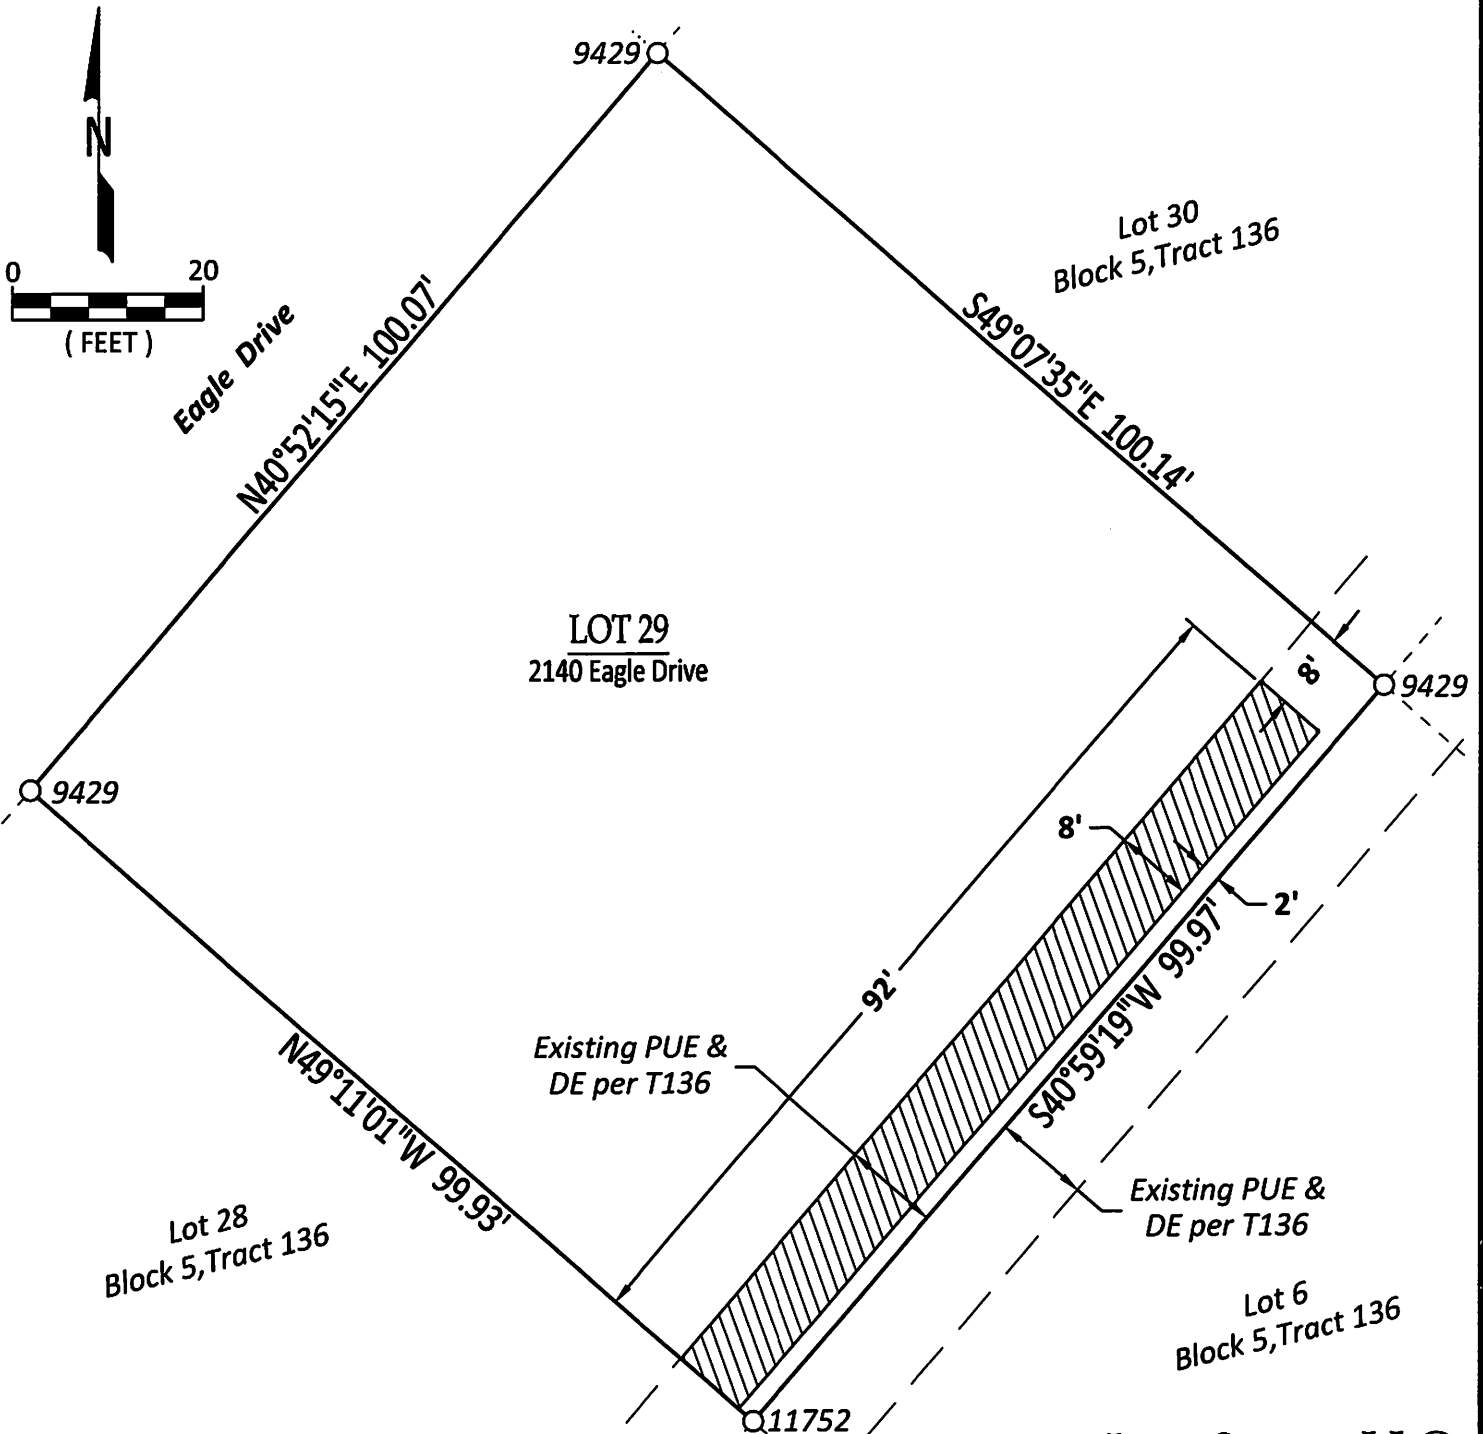 9429
N
0 20
( FEET )
Eagle Drive
N40°52'15"E 100.07'
Lot 30
Block 5,Tract 136
S49°07'35"E 100.14'
LOT 29
2140 Eagle Drive
8'
9429
9429
8'
2'
92'
S40°59'19"W 99.97'
Existing PUE &
DE per T136
N49°11'01"W 99.93'
Existing PUE &
DE per T136
Lot 28
Block 5,Tract 136
Lot 6
Block 5,Tract 136
11752